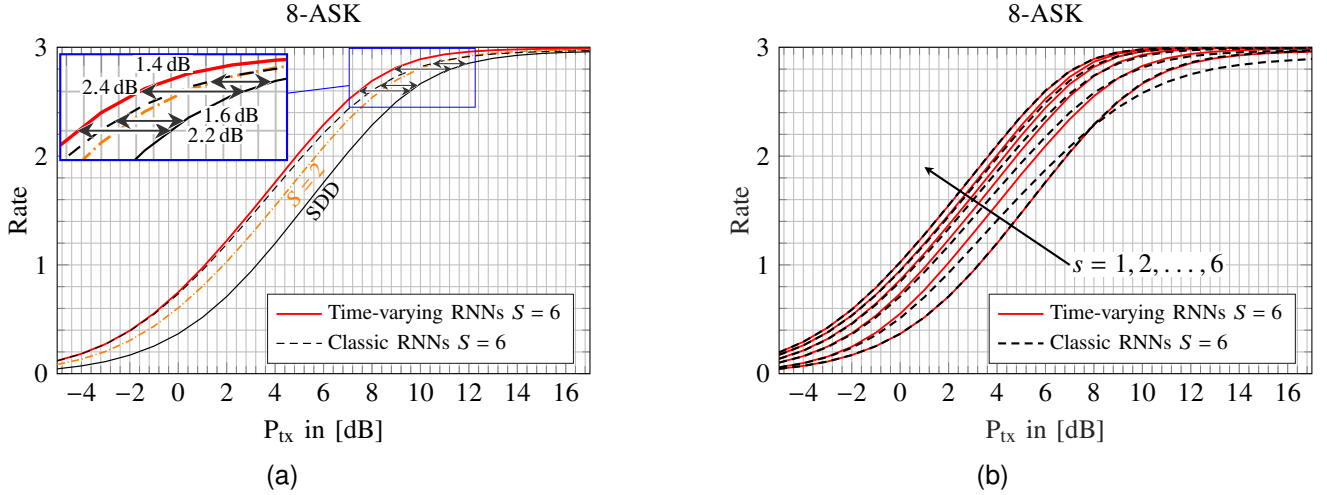 8-ASK
3
2
1
0
Rate
1.4 dB
2.4 dB
1.6 dB
2.2 dB
S = 2
SDD
Time-varying RNNs S = 6
Classic RNNs S = 6
−4 −2 0 2 4 6 8 10 12 14 16
Ptx in [dB]
(a)
8-ASK
3
2
1
0
Rate
s = 1, 2, . . . , 6
Time-varying RNNs S = 6
Classic RNNs S = 6
−4 −2 0 2 4 6 8 10 12 14 16
Ptx in [dB]
(b)